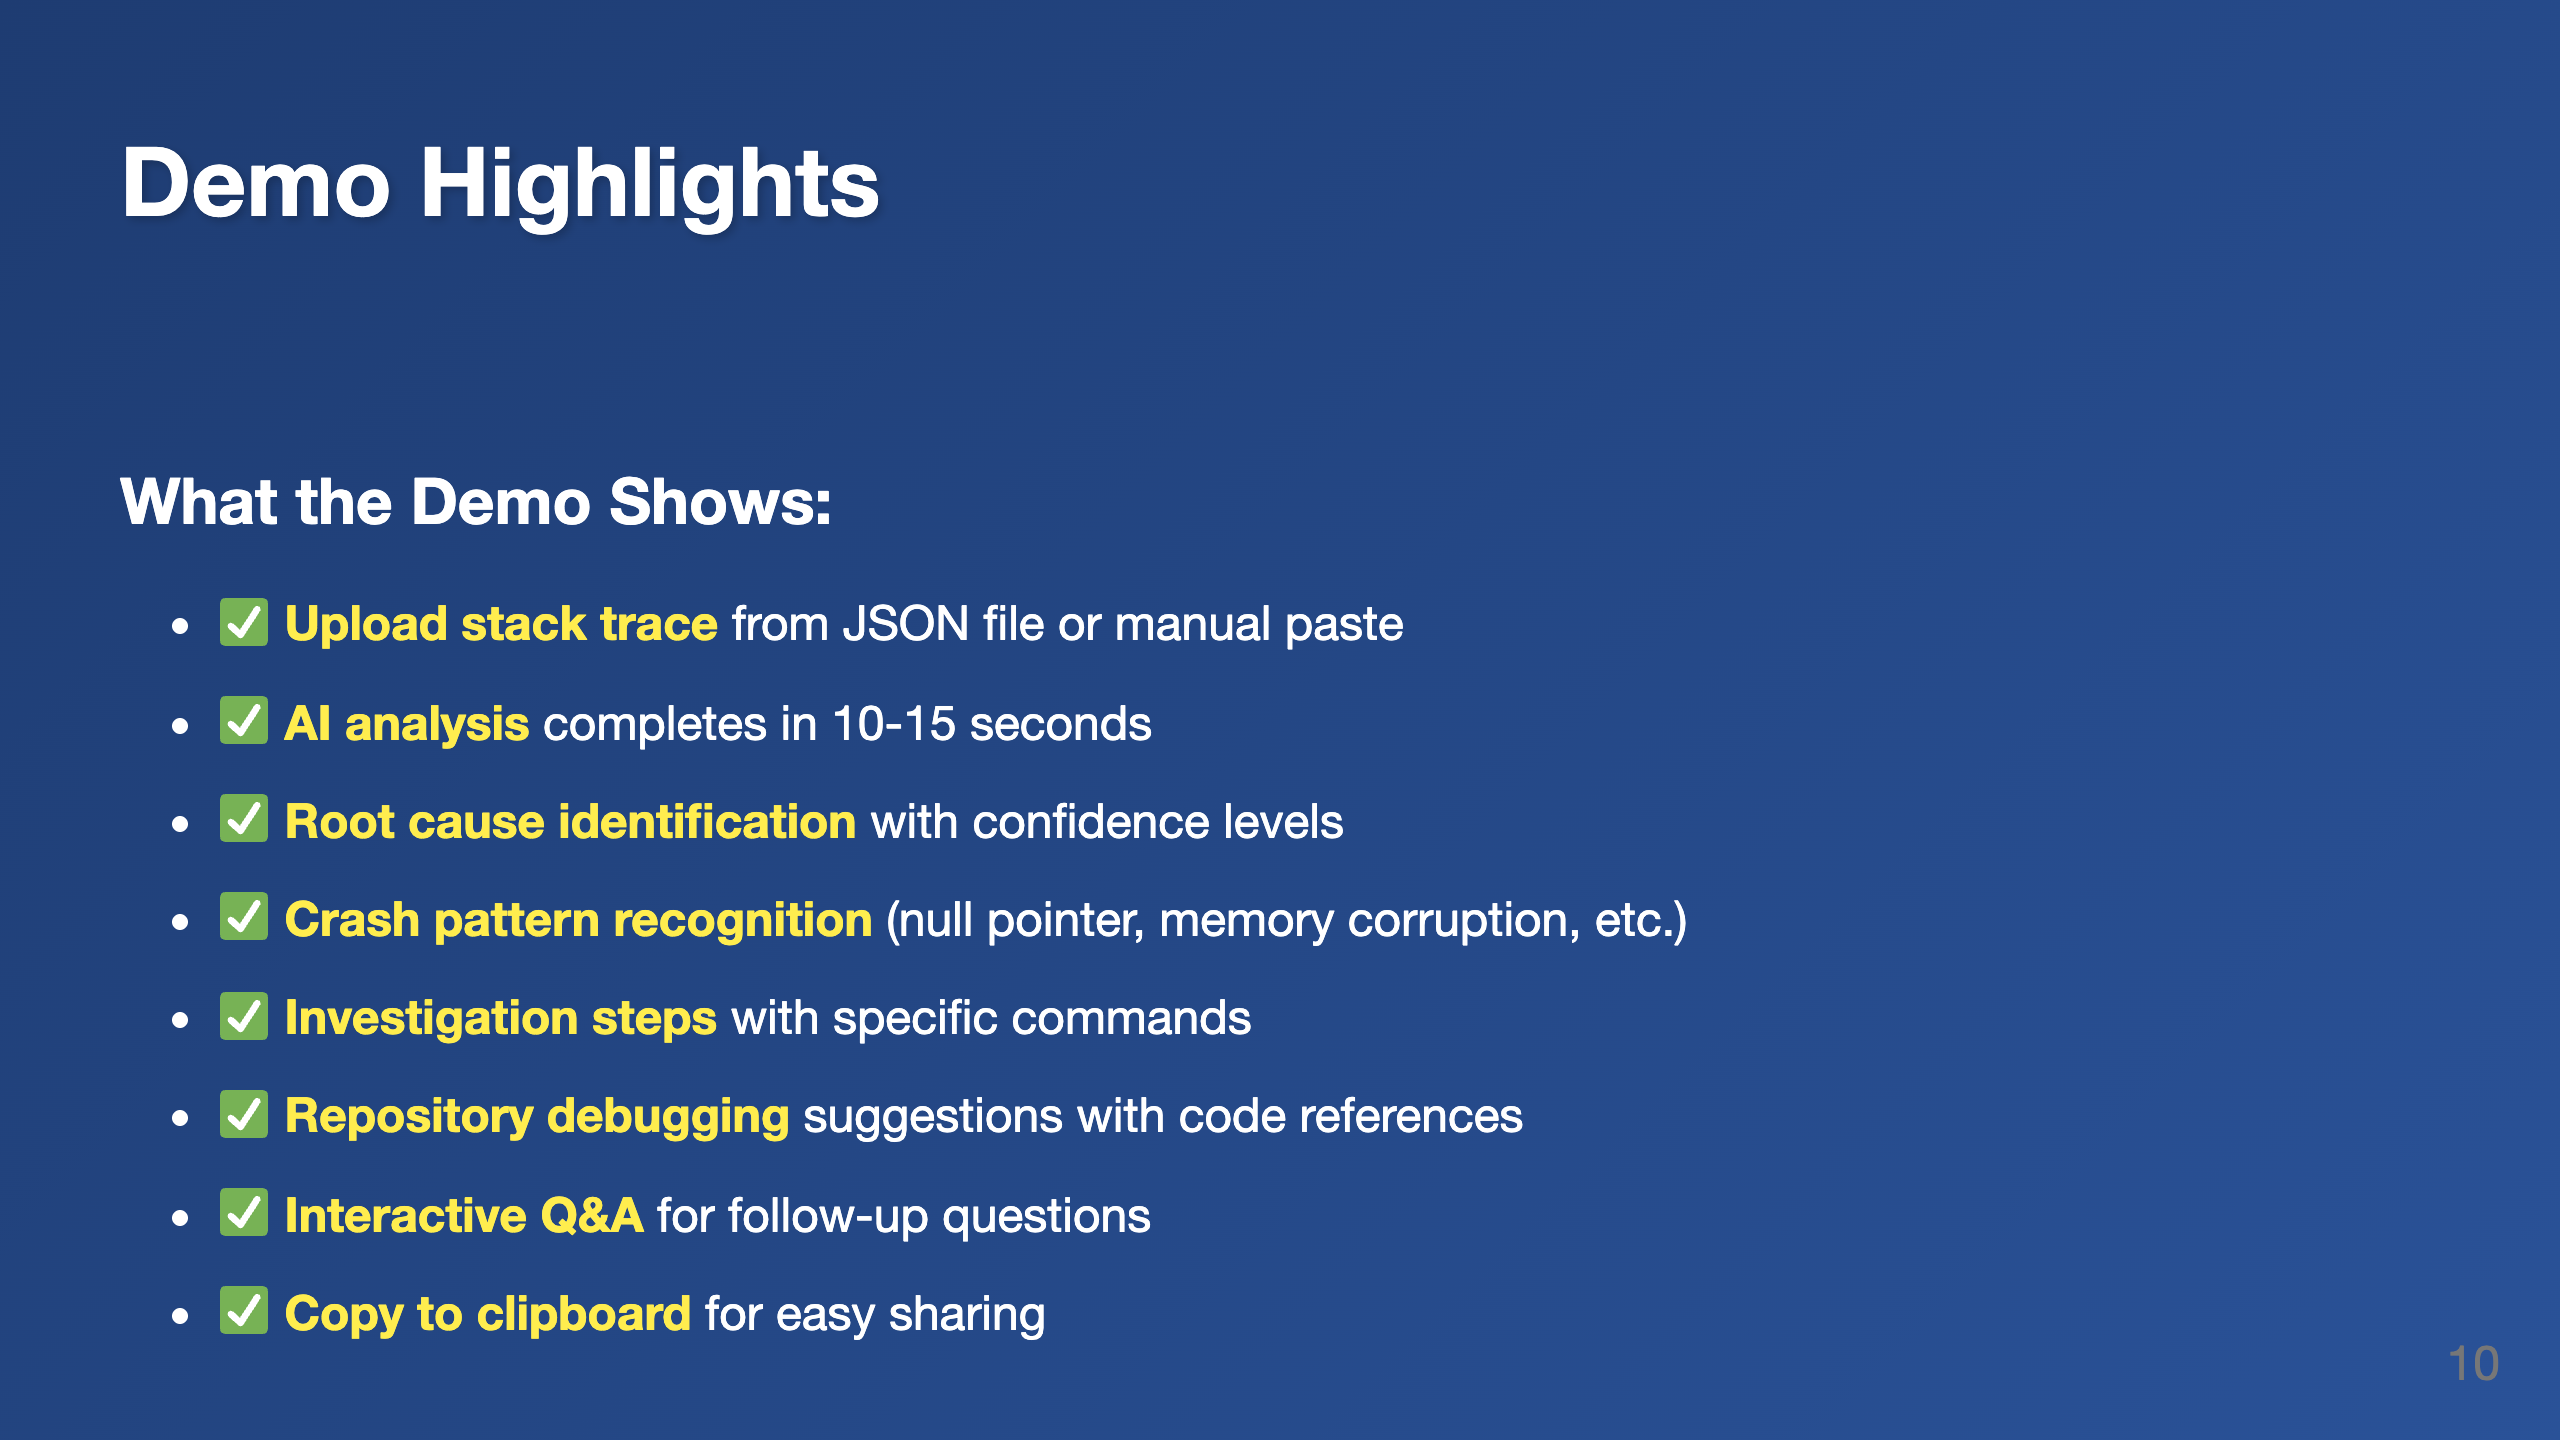 Demo Highlights
What the Demo Shows:
• ✅ Upload stack trace from JSON file or manual paste
• ✅ AI analysis completes in 10-15 seconds
• ✅ Root cause identification with confidence levels
• ✅ Crash pattern recognition (null pointer, memory corruption, etc.)
• ✅ Investigation steps with specific commands
• ✅ Repository debugging suggestions with code references
• ✅ Interactive Q&A for follow-up questions
• ✅ Copy to clipboard for easy sharing
10